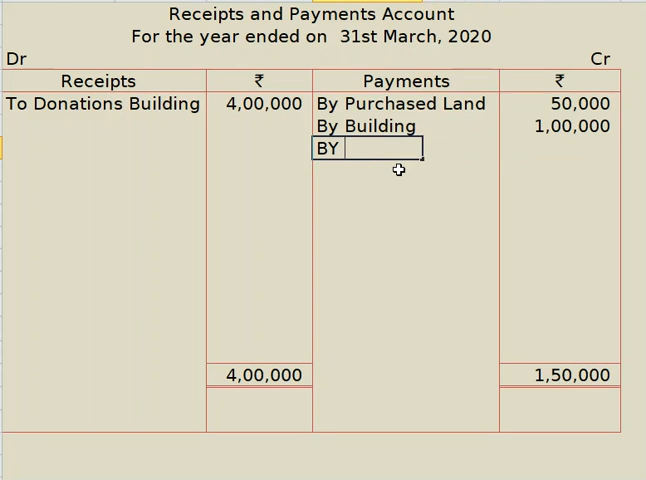 Receipts and Payments Account
For the year ended on 31st March, 2020
Dr Cr
Receipts ₹ Payments ₹
To Donations Building 4,00,000 By Purchased Land 50,000
By Building 1,00,000
BY
4,00,000 1,50,000